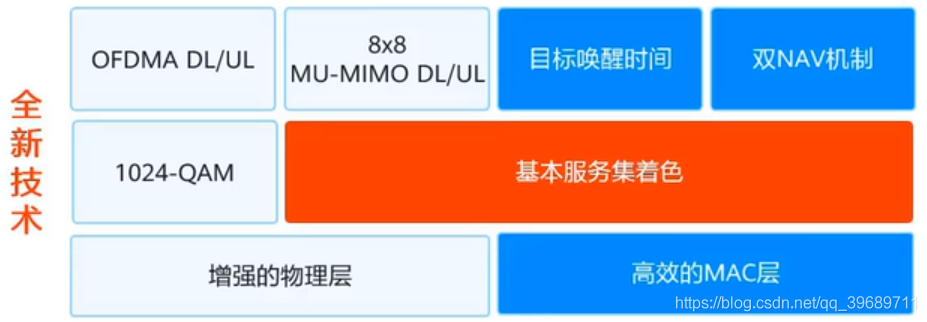 全新技术
OFDMA DL/UL
8x8
MU-MIMO DL/UL
目标唤醒时间
双NAV机制
1024-QAM
基本服务集着色
增强的物理层
高效的MAC层
https://blog.csdn.net/qq_39689711